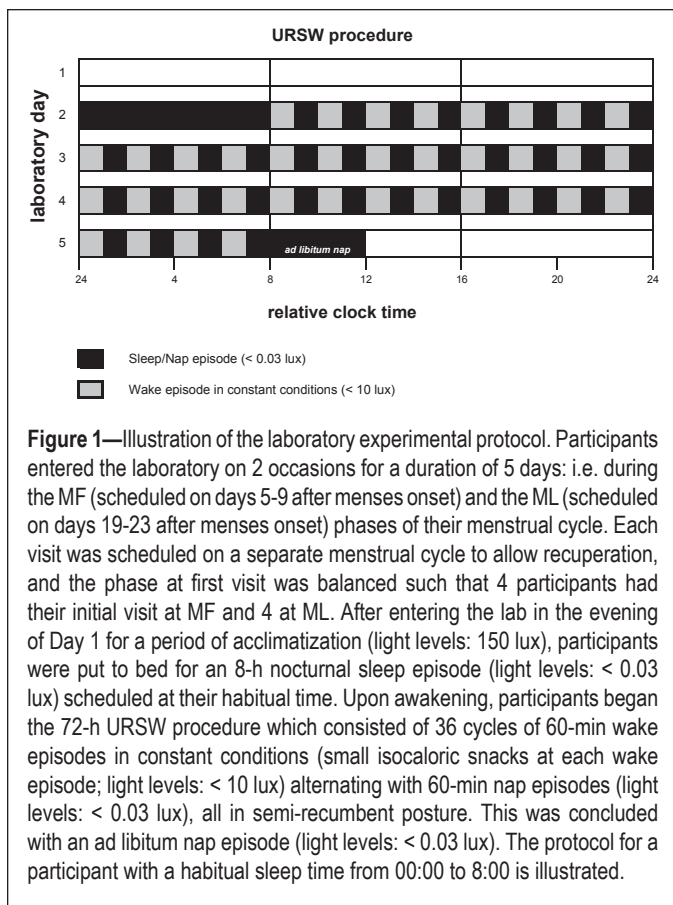 URSW procedure
laboratory day
1
2
3
4
5
ad libitum nap
24 4 8 12 16 20 24
relative clock time
Sleep/Nap episode (< 0.03 lux)
Wake episode in constant conditions (< 10 lux)
Figure 1—Illustration of the laboratory experimental protocol. Participants
entered the laboratory on 2 occasions for a duration of 5 days: i.e. during
the MF (scheduled on days 5-9 after menses onset) and the ML (scheduled
on days 19-23 after menses onset) phases of their menstrual cycle. Each
visit was scheduled on a separate menstrual cycle to allow recuperation,
and the phase at first visit was balanced such that 4 participants had
their initial visit at MF and 4 at ML. After entering the lab in the evening
of Day 1 for a period of acclimatization (light levels: 150 lux), participants
were put to bed for an 8-h nocturnal sleep episode (light levels: < 0.03
lux) scheduled at their habitual time. Upon awakening, participants began
the 72-h URSW procedure which consisted of 36 cycles of 60-min wake
episodes in constant conditions (small isocaloric snacks at each wake
episode; light levels: < 10 lux) alternating with 60-min nap episodes (light
levels: < 0.03 lux), all in semi-recumbent posture. This was concluded
with an ad libitum nap episode (light levels: < 0.03 lux). The protocol for a
participant with a habitual sleep time from 00:00 to 8:00 is illustrated.